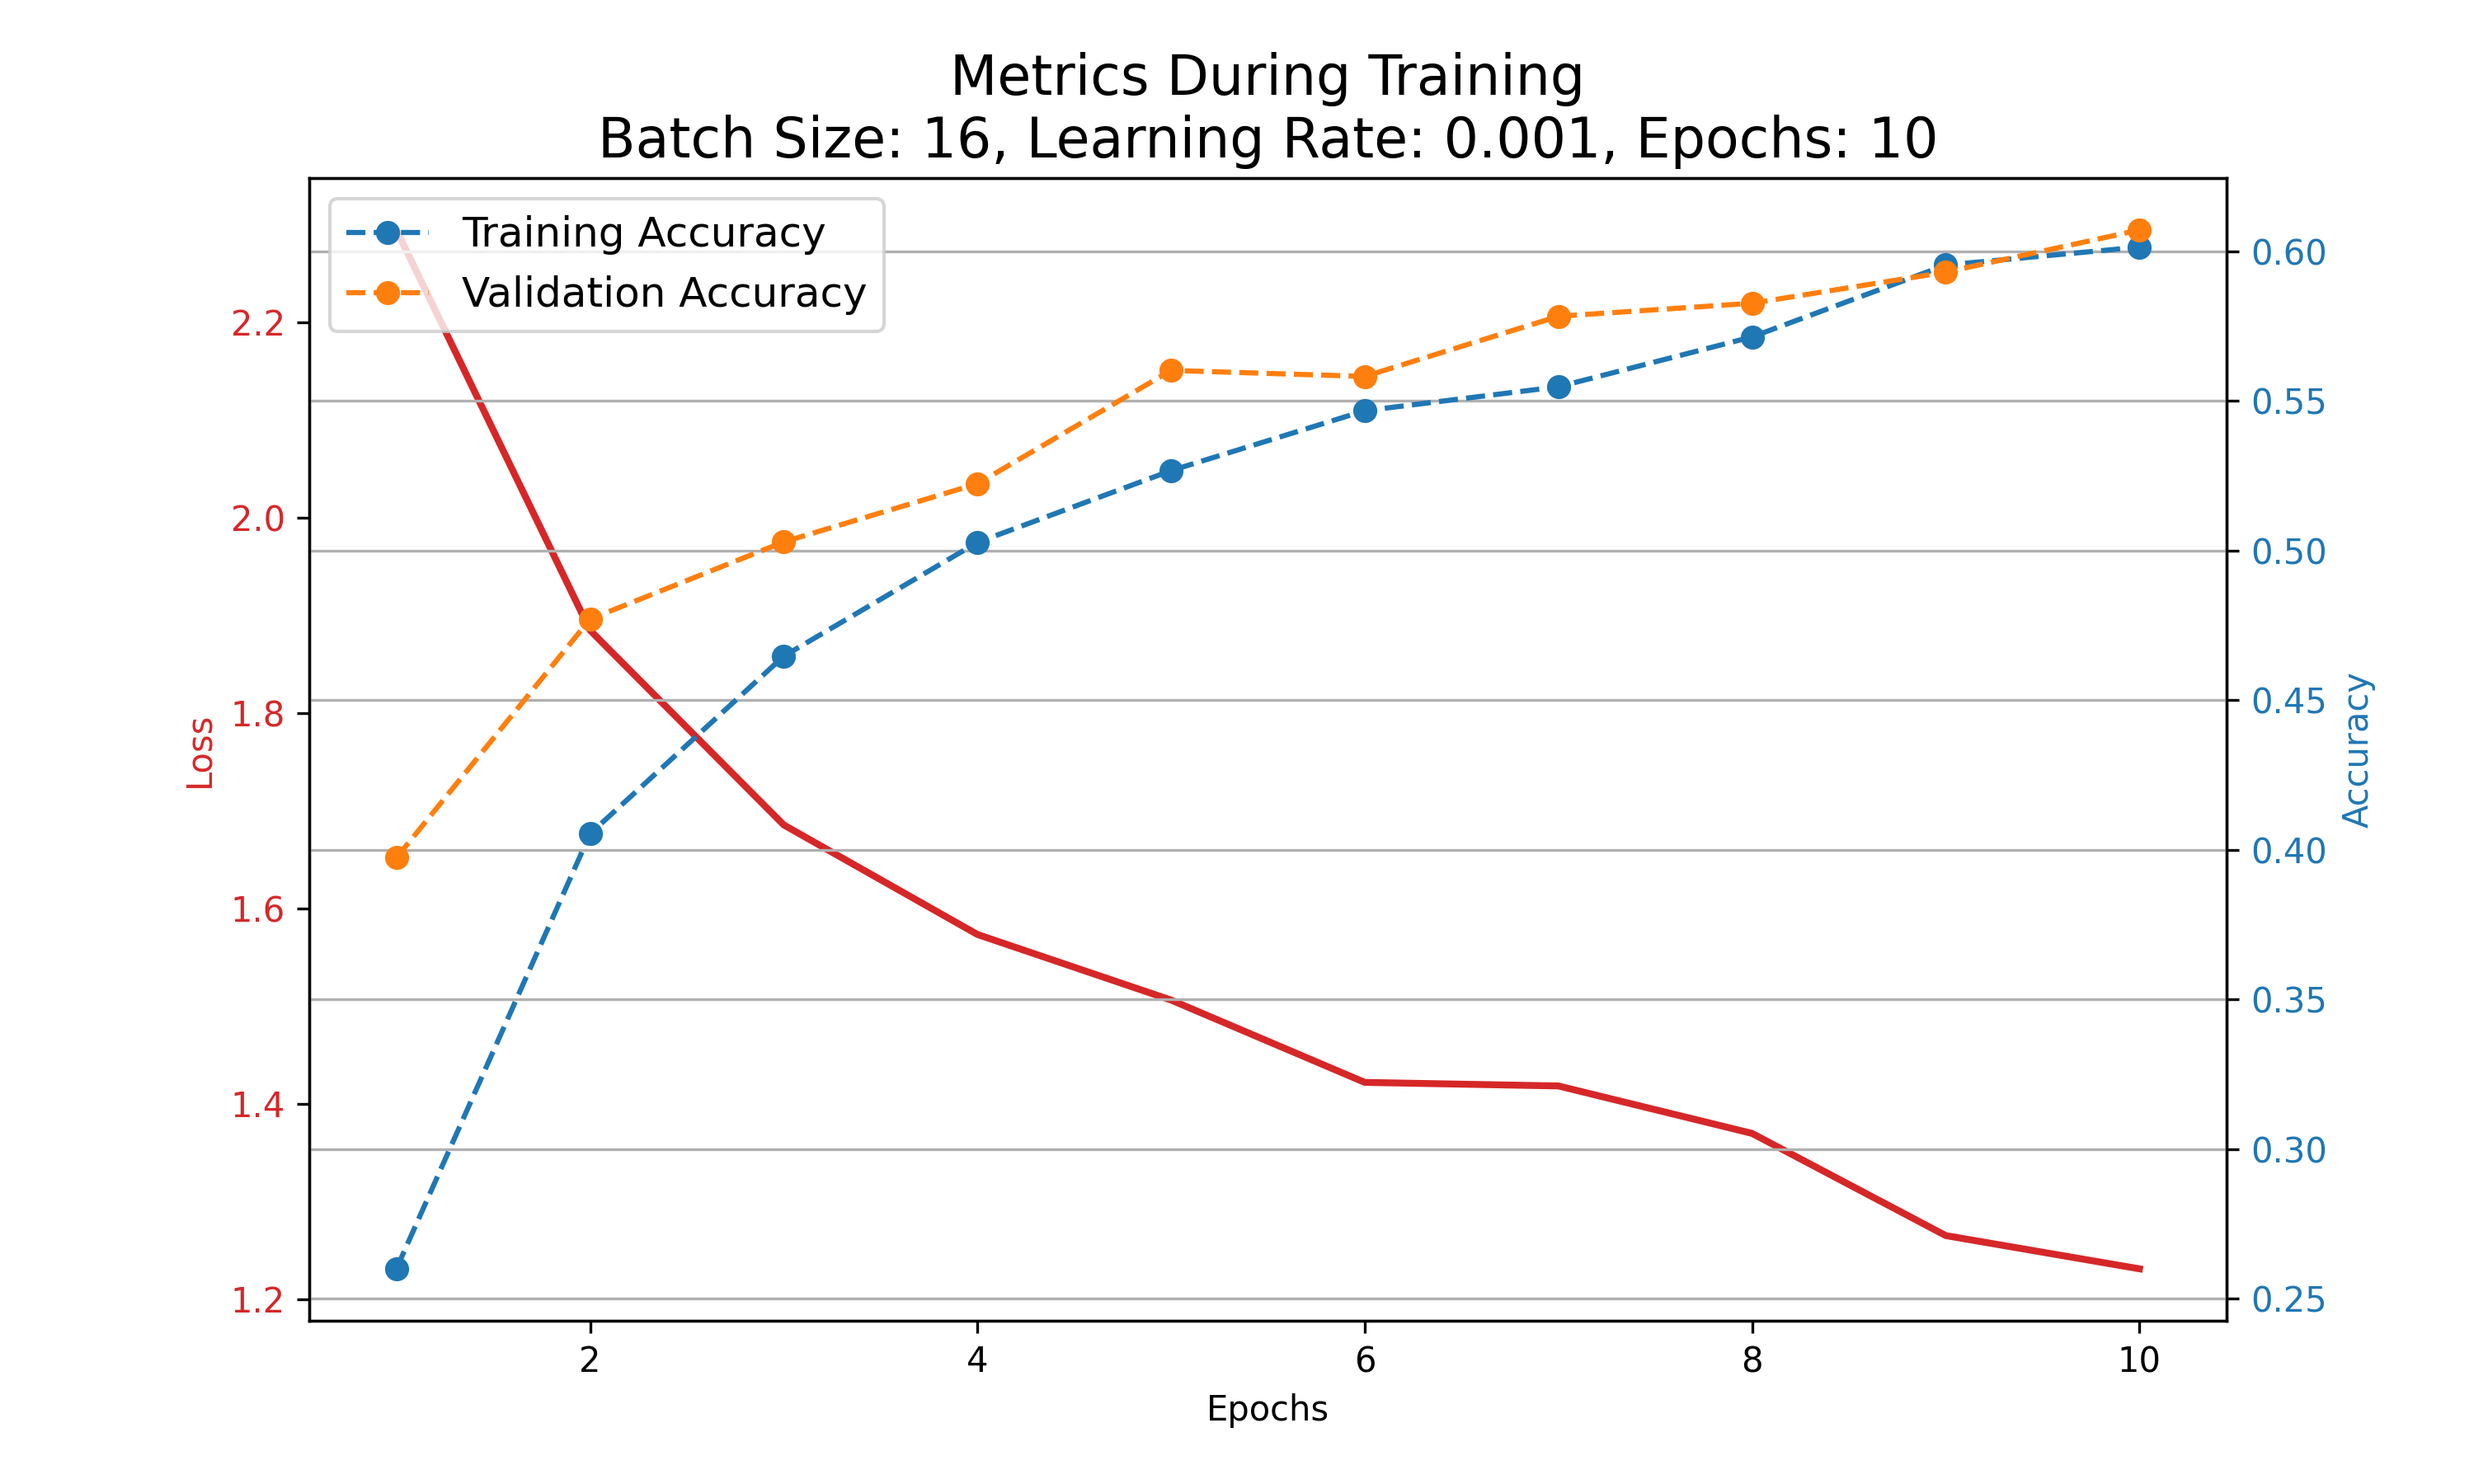 Metrics During Training
Batch Size: 16, Learning Rate: 0.001, Epochs: 10
Training Accuracy
Validation Accuracy
Loss
2.2
2.0
1.8
1.6
1.4
1.2
0.60
0.55
0.50
0.45
0.40
0.35
0.30
0.25
Accuracy
2 4 6 8 10
Epochs